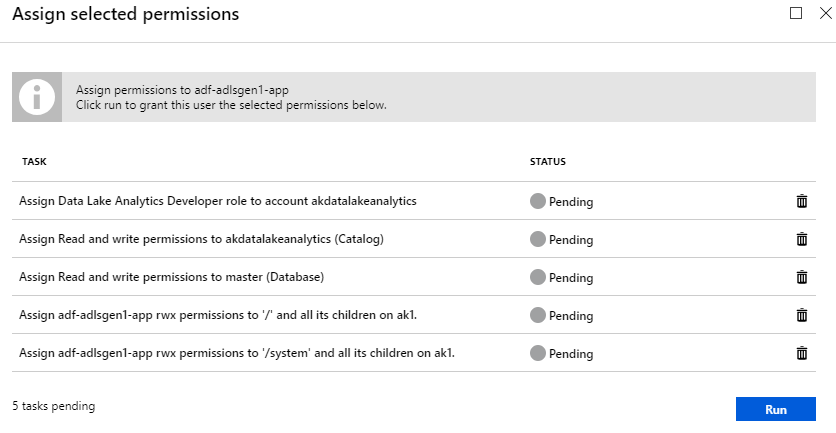 Assign selected permissions
Assign permissions to adf-adlsgen1-app
Click run to grant this user the selected permissions below.
TASK STATUS
Assign Data Lake Analytics Developer role to account akdatalakeanalytics Pending
Assign Read and write permissions to akdatalakeanalytics (Catalog) Pending
Assign Read and write permissions to master (Database) Pending
Assign adf-adlsgen1-app rwx permissions to '/' and all its children on ak1. Pending
Assign adf-adlsgen1-app rwx permissions to '/system' and all its children on ak1. Pending
5 tasks pending Run